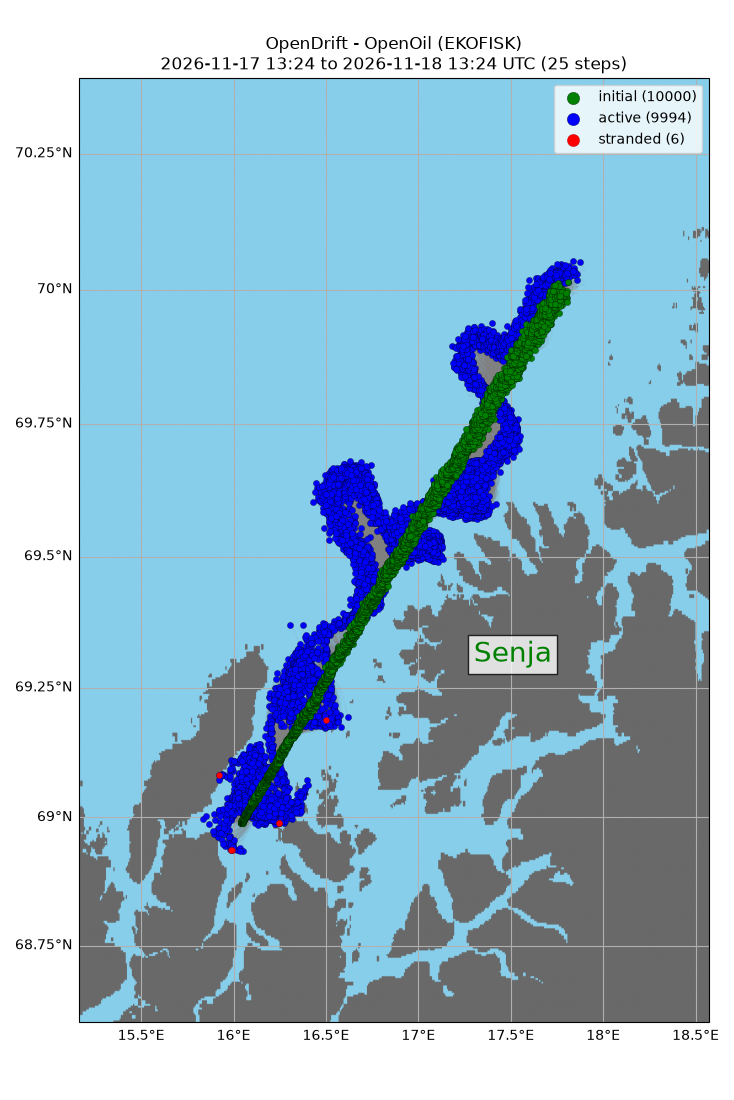 OpenDrift - OpenOil (EKOFISK)
2026-11-17 13:24 to 2026-11-18 13:24 UTC (25 steps)
initial (10000)
active (9994)
stranded (6)
70.25°N
70°N
69.75°N
69.5°N
Senja
69.25°N
69°N
68.75°N
15.5°E 16°E 16.5°E 17°E 17.5°E 18°E 18.5°E